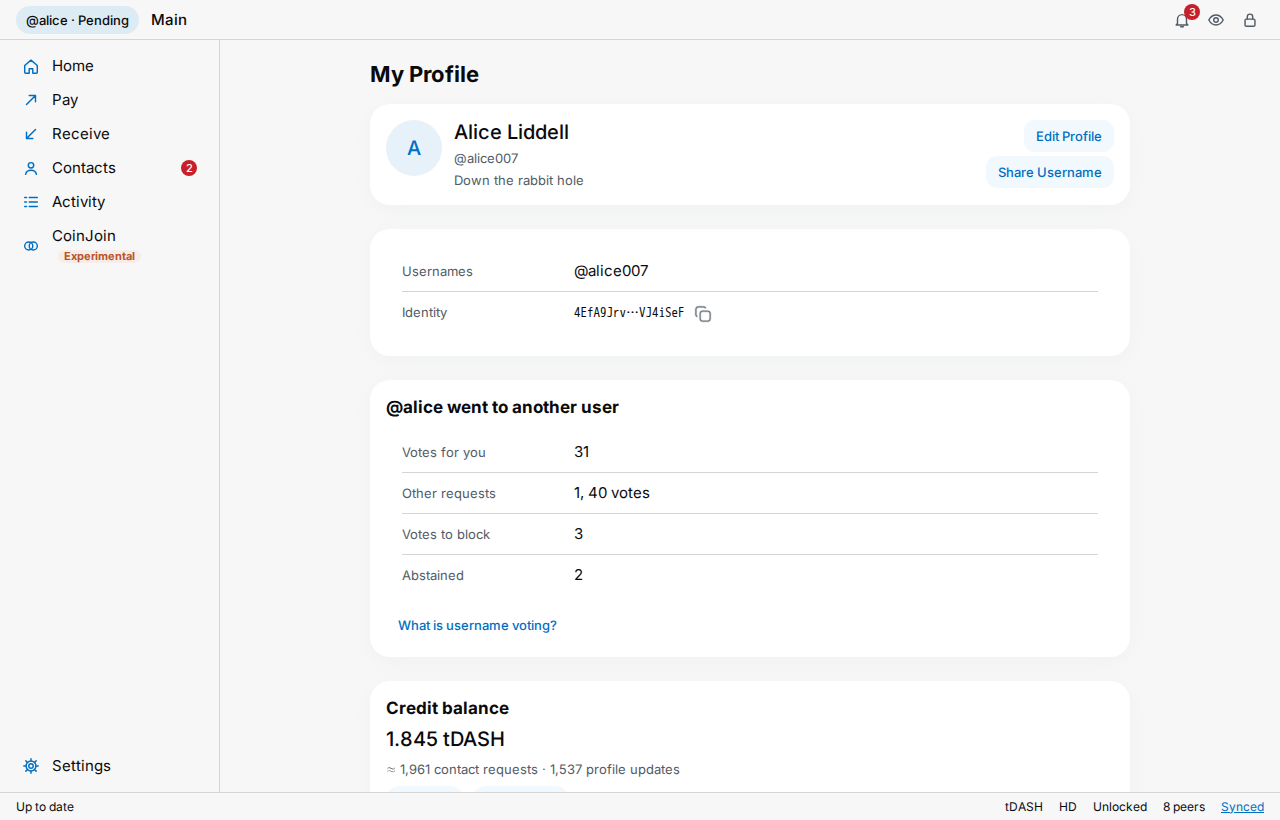 @alice · Pending Main 3
Home
Pay
Receive
Contacts 2
Activity
CoinJoin
Experimental
Settings
My Profile
A
Alice Liddell
@alice007
Down the rabbit hole
Edit Profile
Share Username
Usernames @alice007
Identity 4EfA9Jrv⋯VJ4iSeF
@alice went to another user
Votes for you 31
Other requests 1, 40 votes
Votes to block 3
Abstained 2
What is username voting?
Credit balance
1.845 tDASH
≈ 1,961 contact requests · 1,537 profile updates
Up to date tDASH HD Unlocked 8 peers Synced